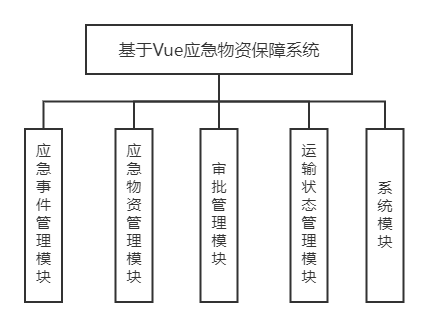 基于Vue应急物资保障系统
应急事件管理模块
应急物资管理模块
审批管理模块
运输状态管理模块
系统模块